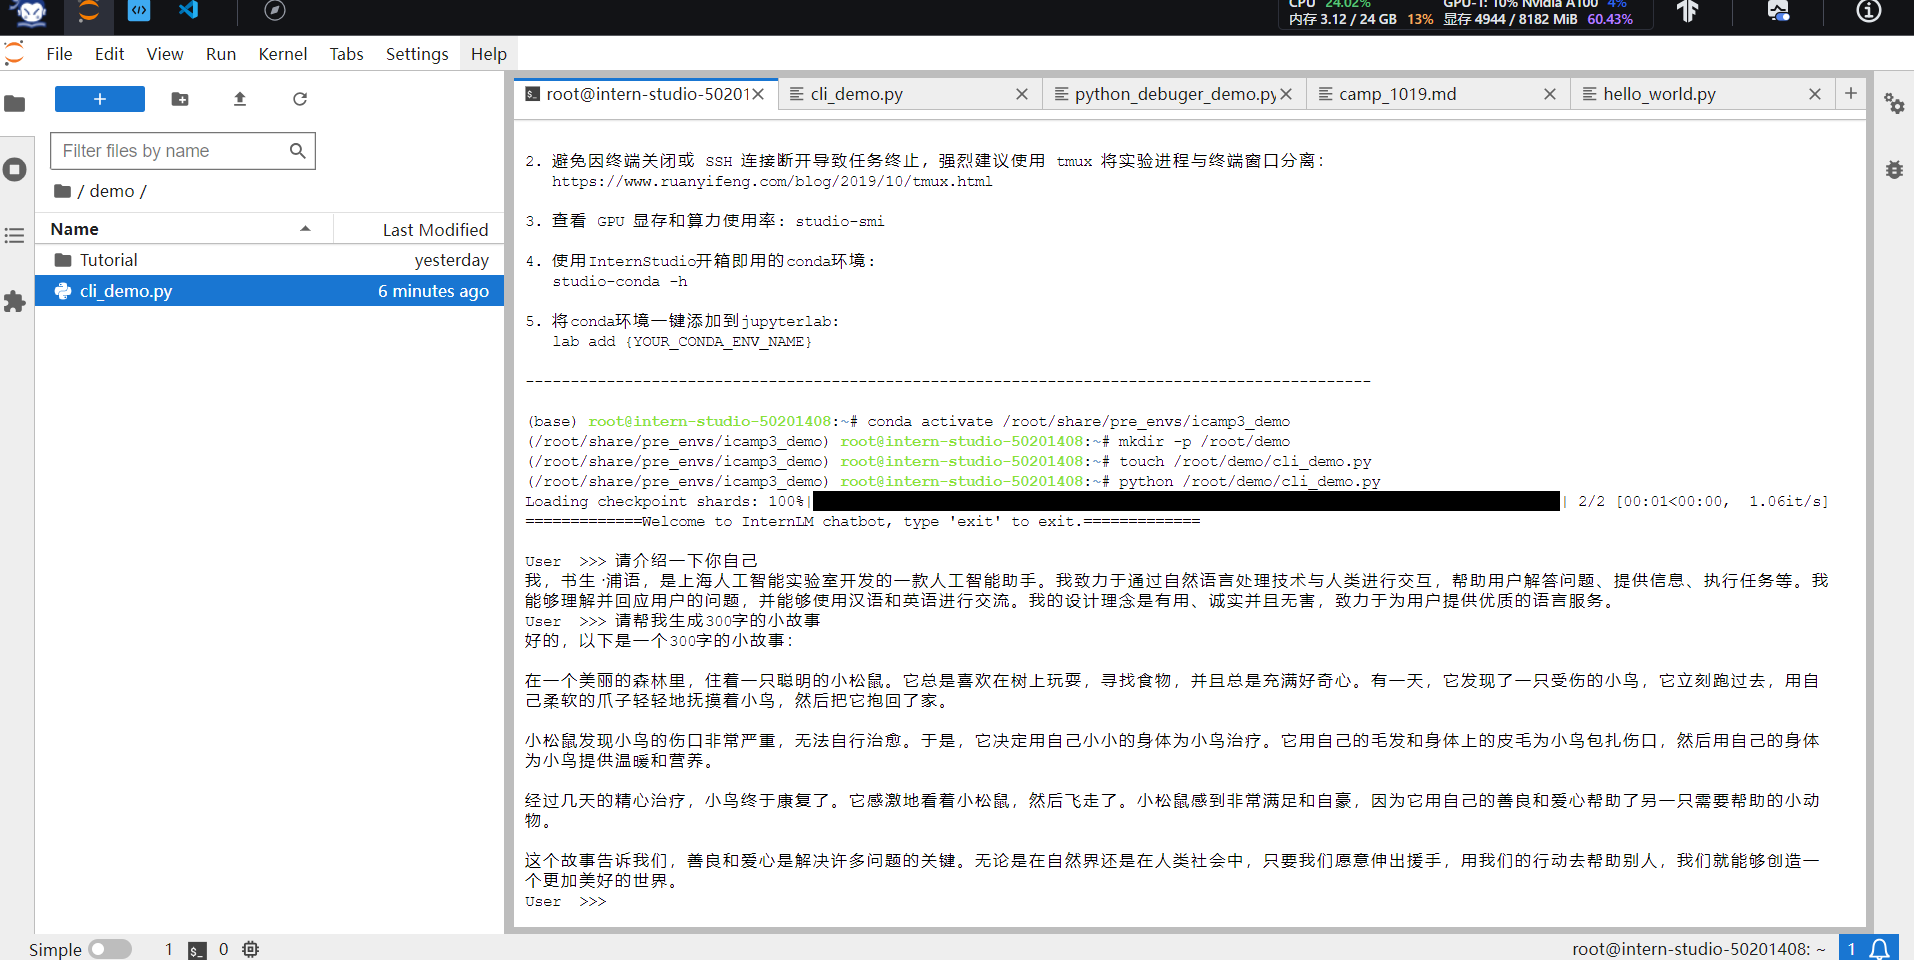 CPU 24.02% GPU-1: 10% Nvidia A100 4%
内存 3.12 / 24 GB 13% 显存 4944 / 8182 MiB 60.43%
File Edit View Run Kernel Tabs Settings Help
root@intern-studio-50201 cli_demo.py python_debuger_demo.py camp_1019.md hello_world.py
Filter files by name
/ demo /
Name Last Modified
Tutorial yesterday
cli_demo.py 6 minutes ago
2. 避免因终端关闭或 SSH 连接断开导致任务终止，强烈建议使用 tmux 将实验进程与终端窗口分离：
https://www.ruanyifeng.com/blog/2019/10/tmux.html
3. 查看 GPU 显存和算力使用率：studio-smi
4. 使用InternStudio开箱即用的conda环境：
studio-conda -h
5. 将conda环境一键添加到jupyterlab:
lab add {YOUR_CONDA_ENV_NAME}
----------------------------------------------------------------------------------------------
(base) root@intern-studio-50201408:~# conda activate /root/share/pre_envs/icamp3_demo
(/root/share/pre_envs/icamp3_demo) root@intern-studio-50201408:~# mkdir -p /root/demo
(/root/share/pre_envs/icamp3_demo) root@intern-studio-50201408:~# touch /root/demo/cli_demo.py
(/root/share/pre_envs/icamp3_demo) root@intern-studio-50201408:~# python /root/demo/cli_demo.py
Loading checkpoint shards: 100%| | 2/2 [00:01<00:00, 1.06it/s]
=============Welcome to InternLM chatbot, type 'exit' to exit.=============
User >>> 请介绍一下你自己
我，书生·浦语，是上海人工智能实验室开发的一款人工智能助手。我致力于通过自然语言处理技术与人类进行交互，帮助用户解答问题、提供信息、执行任务等。我
能够理解并回应用户的问题，并能够使用汉语和英语进行交流。我的设计理念是有用、诚实并且无害，致力于为用户提供优质的语言服务。
User >>> 请帮我生成300字的小故事
好的，以下是一个300字的小故事：
在一个美丽的森林里，住着一只聪明的小松鼠。它总是喜欢在树上玩耍，寻找食物，并且总是充满好奇心。有一天，它发现了一只受伤的小鸟，它立刻跑过去，用自
己柔软的爪子轻轻地抚摸着小鸟，然后把它抱回了家。
小松鼠发现小鸟的伤口非常严重，无法自行治愈。于是，它决定用自己小小的身体为小鸟治疗。它用自己的毛发和身体上的皮毛为小鸟包扎伤口，然后用自己的身体
为小鸟提供温暖和营养。
经过几天的精心治疗，小鸟终于康复了。它感激地看着小松鼠，然后飞走了。小松鼠感到非常满足和自豪，因为它用自己的善良和爱心帮助了另一只需要帮助的小动
物。
这个故事告诉我们，善良和爱心是解决许多问题的关键。无论是在自然界还是在人类社会中，只要我们愿意伸出援手，用我们的行动去帮助别人，我们就能够创造一
个更加美好的世界。
User >>>
Simple 1 0 root@intern-studio-50201408: ~ 1